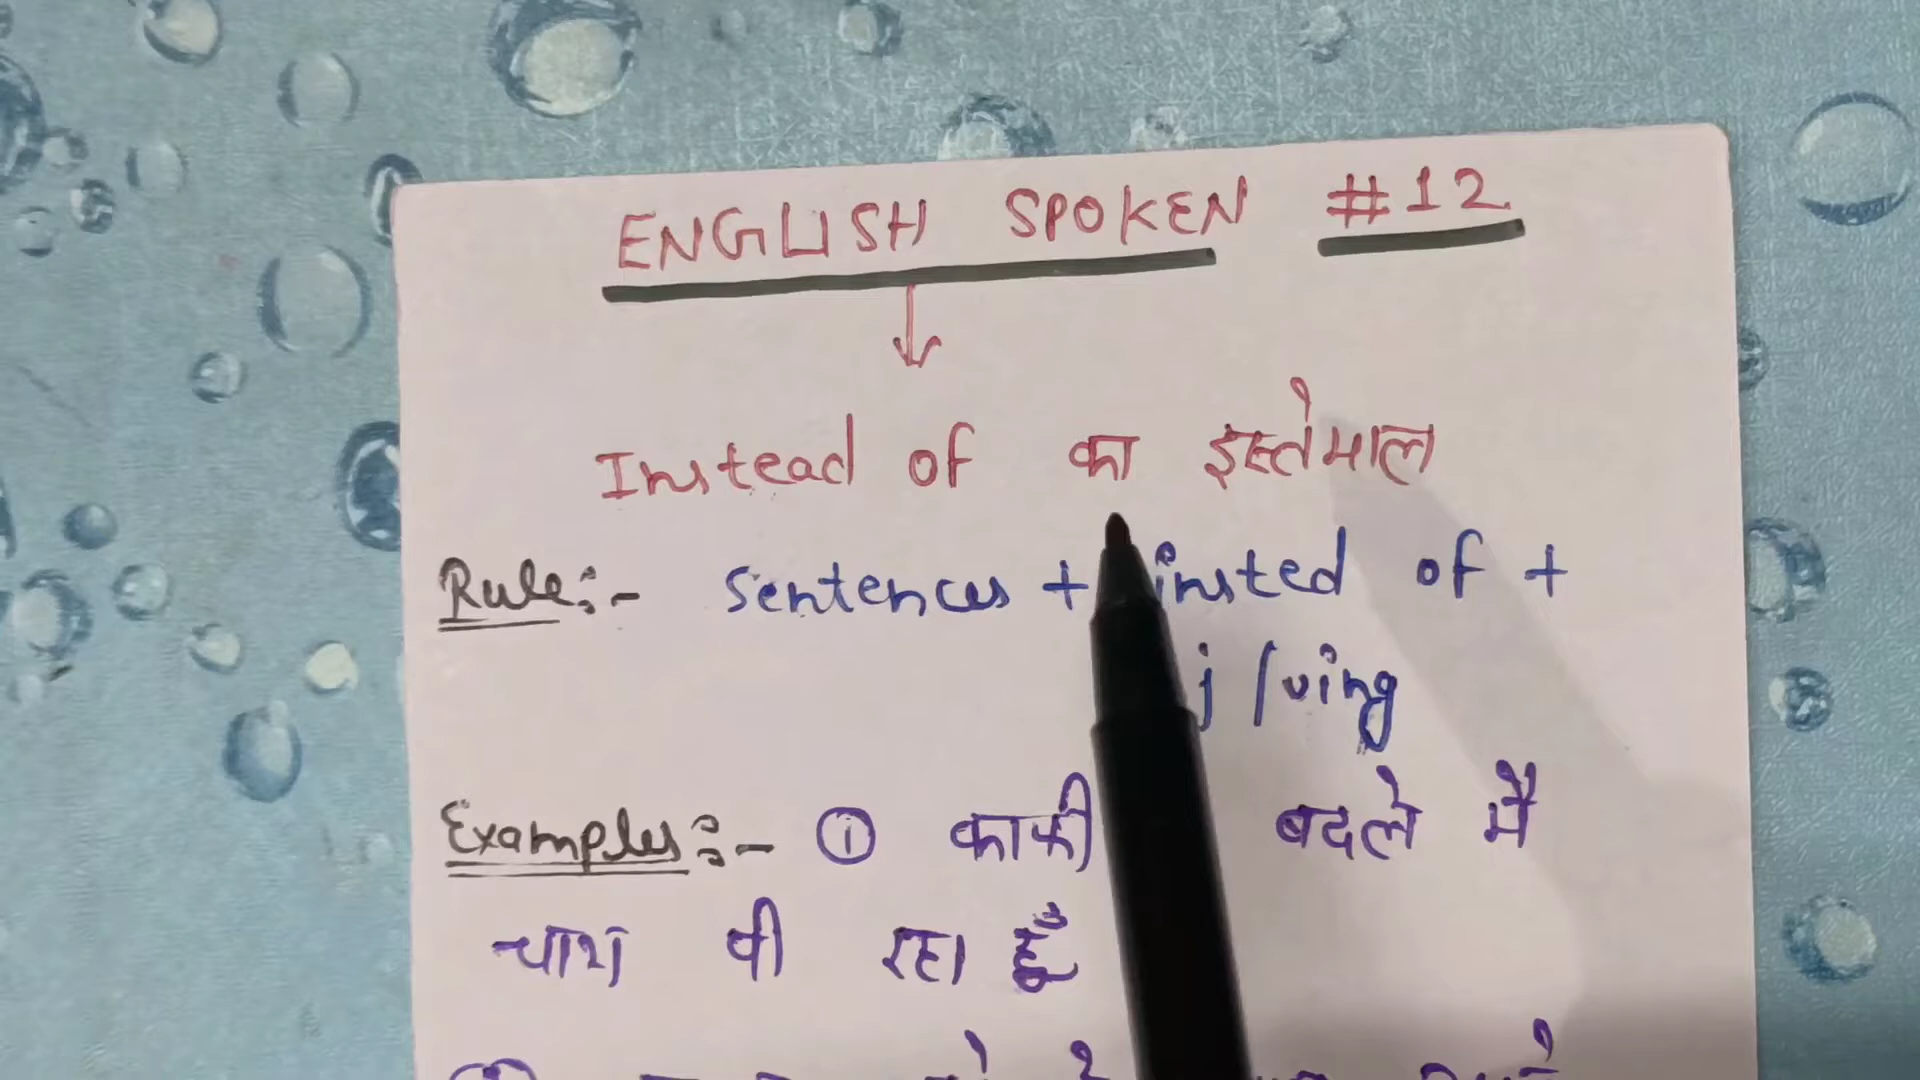 ENGLISH SPOKEN #12
Instead of का इस्तेमाल
Rule:- Sentences + insted of +
j/ving
Examples:- ① काफी बदले मैं
चाय पी रहा हूँ